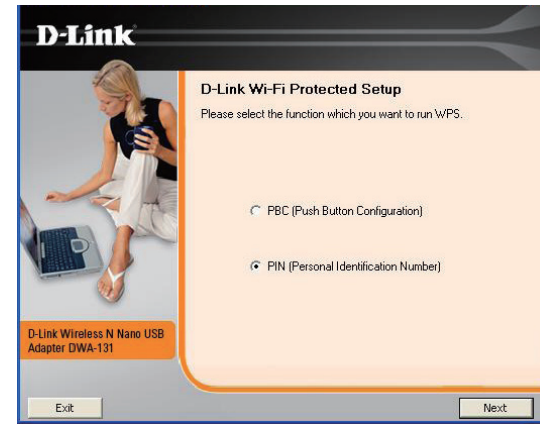 D-Link
D-Link Wi-Fi Protected Setup
Please select the function which you want to run WPS.
PBC (Push Button Configuration)
PIN (Personal Identification Number)
D-Link Wireless N Nano USB
Adapter DWA-131
Exit
Next